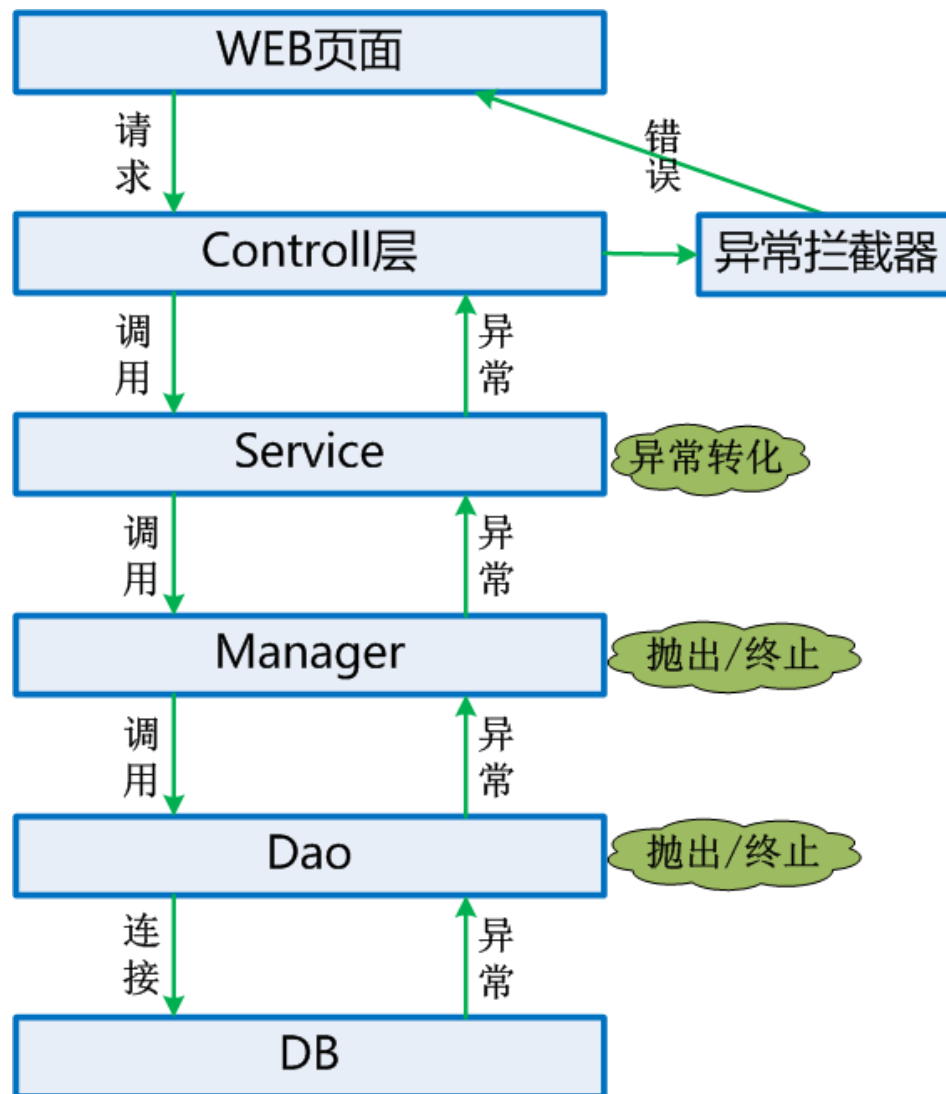 WEB页面
请求
错误
Controll层
异常拦截器
调用
异常
Service
异常转化
调用
异常
Manager
抛出/终止
调用
异常
Dao
抛出/终止
连接
异常
DB